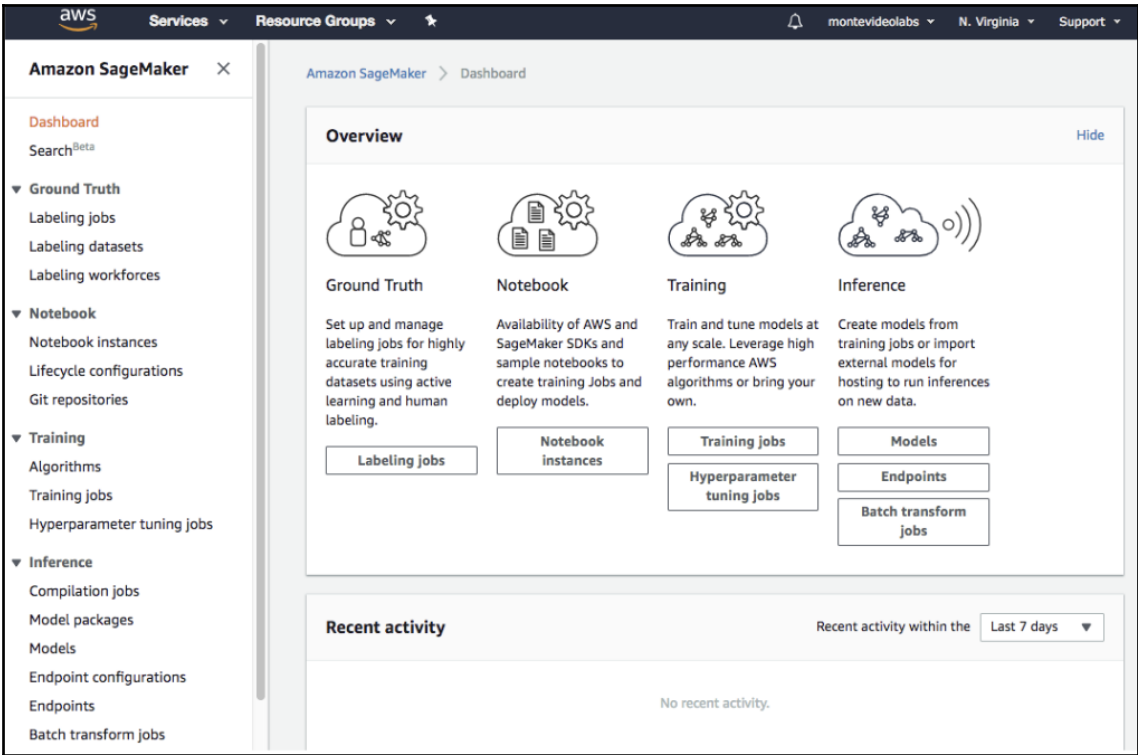 aws Services Resource Groups montevideolabs N. Virginia Support
Amazon SageMaker
Dashboard
SearchBeta
Ground Truth
Labeling jobs
Labeling datasets
Labeling workforces
Notebook
Notebook instances
Lifecycle configurations
Git repositories
Training
Algorithms
Training jobs
Hyperparameter tuning jobs
Inference
Compilation jobs
Model packages
Models
Endpoint configurations
Endpoints
Batch transform jobs
Amazon SageMaker > Dashboard
Overview Hide
Ground Truth
Set up and manage
labeling jobs for highly
accurate training
datasets using active
learning and human
labeling.
Labeling jobs
Notebook
Availability of AWS and
SageMaker SDKs and
sample notebooks to
create training Jobs and
deploy models.
Notebook
instances
Training
Train and tune models at
any scale. Leverage high
performance AWS
algorithms or bring your
own.
Training jobs
Hyperparameter
tuning jobs
Inference
Create models from
training jobs or import
external models for
hosting to run inferences
on new data.
Models
Endpoints
Batch transform
jobs
Recent activity Recent activity within the Last 7 days
No recent activity.